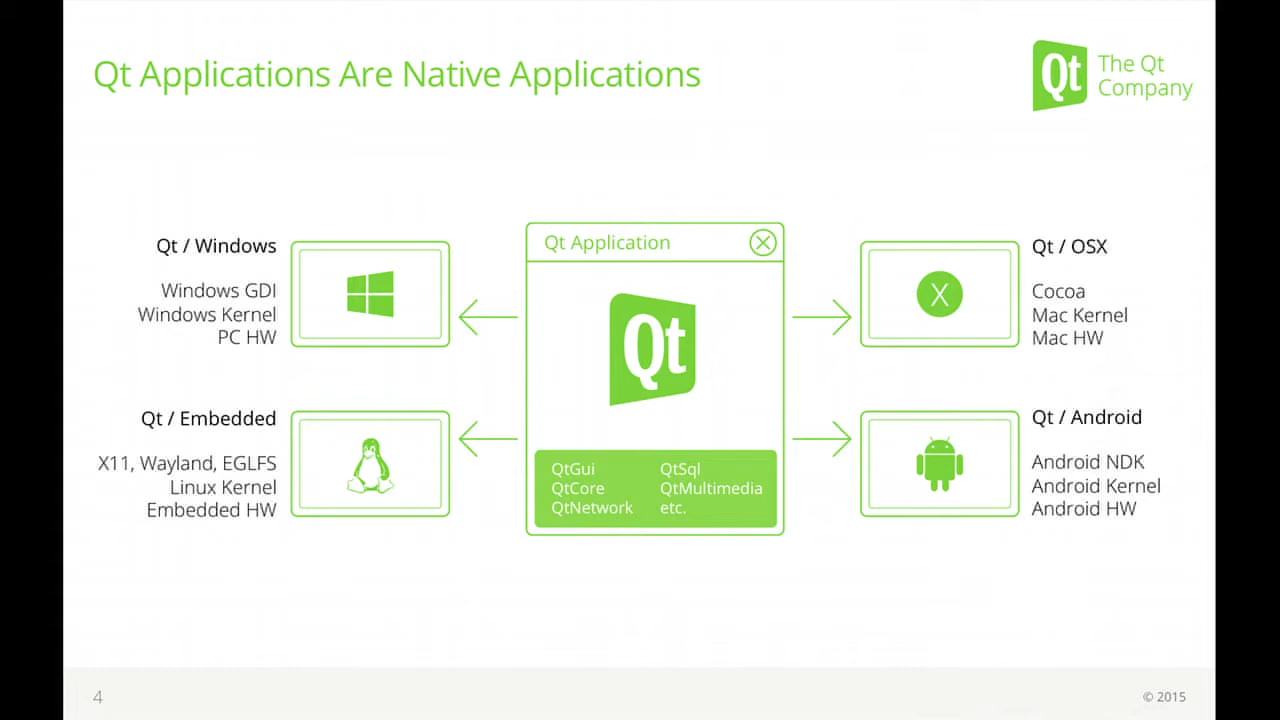 Qt Applications Are Native Applications
Qt
The Qt
Company
Qt / Windows
Windows GDI
Windows Kernel
PC HW
Qt / Embedded
X11, Wayland, EGLFS
Linux Kernel
Embedded HW
Qt Application
Qt
QtGui
QtCore
QtNetwork
QtSql
QtMultimedia
etc.
X
Qt / OSX
Cocoa
Mac Kernel
Mac HW
Qt / Android
Android NDK
Android Kernel
Android HW
4
© 2015